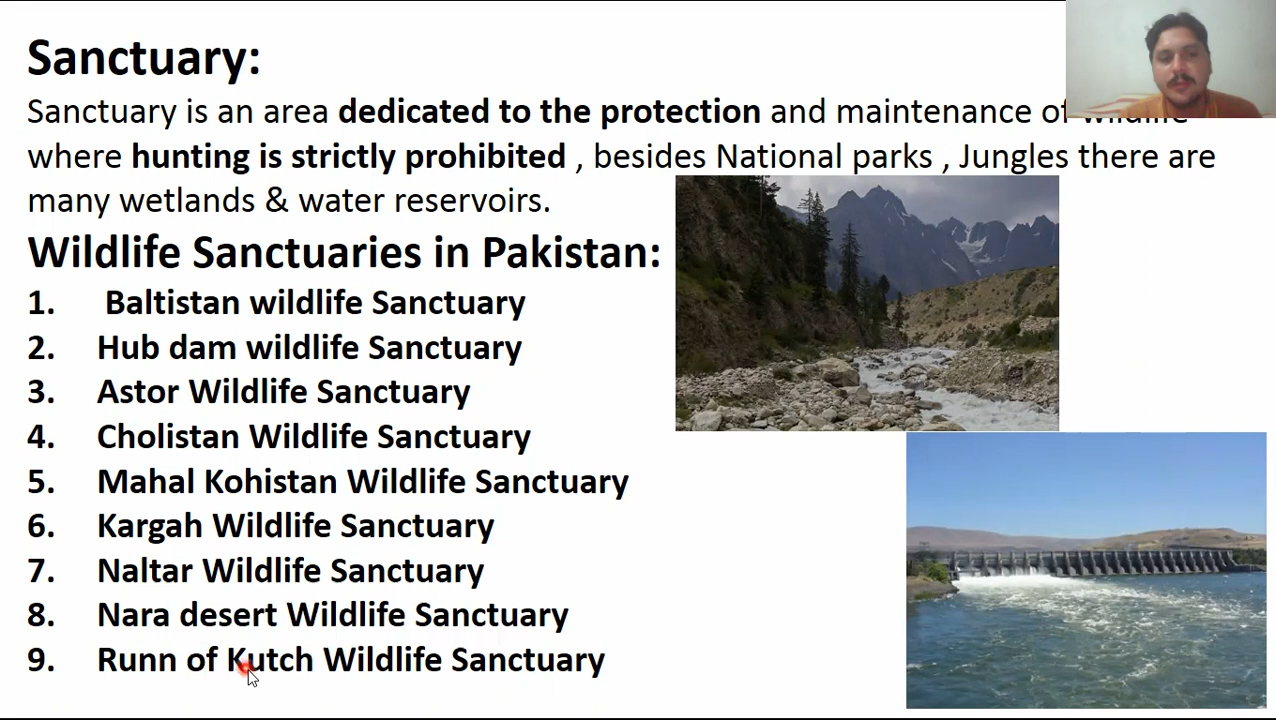 Sanctuary:
Sanctuary is an area dedicated to the protection and maintenance of wildlife
where hunting is strictly prohibited , besides National parks , Jungles there are
many wetlands & water reservoirs.
Wildlife Sanctuaries in Pakistan:
1. Baltistan wildlife Sanctuary
2. Hub dam wildlife Sanctuary
3. Astor Wildlife Sanctuary
4. Cholistan Wildlife Sanctuary
5. Mahal Kohistan Wildlife Sanctuary
6. Kargah Wildlife Sanctuary
7. Naltar Wildlife Sanctuary
8. Nara desert Wildlife Sanctuary
9. Runn of Kutch Wildlife Sanctuary